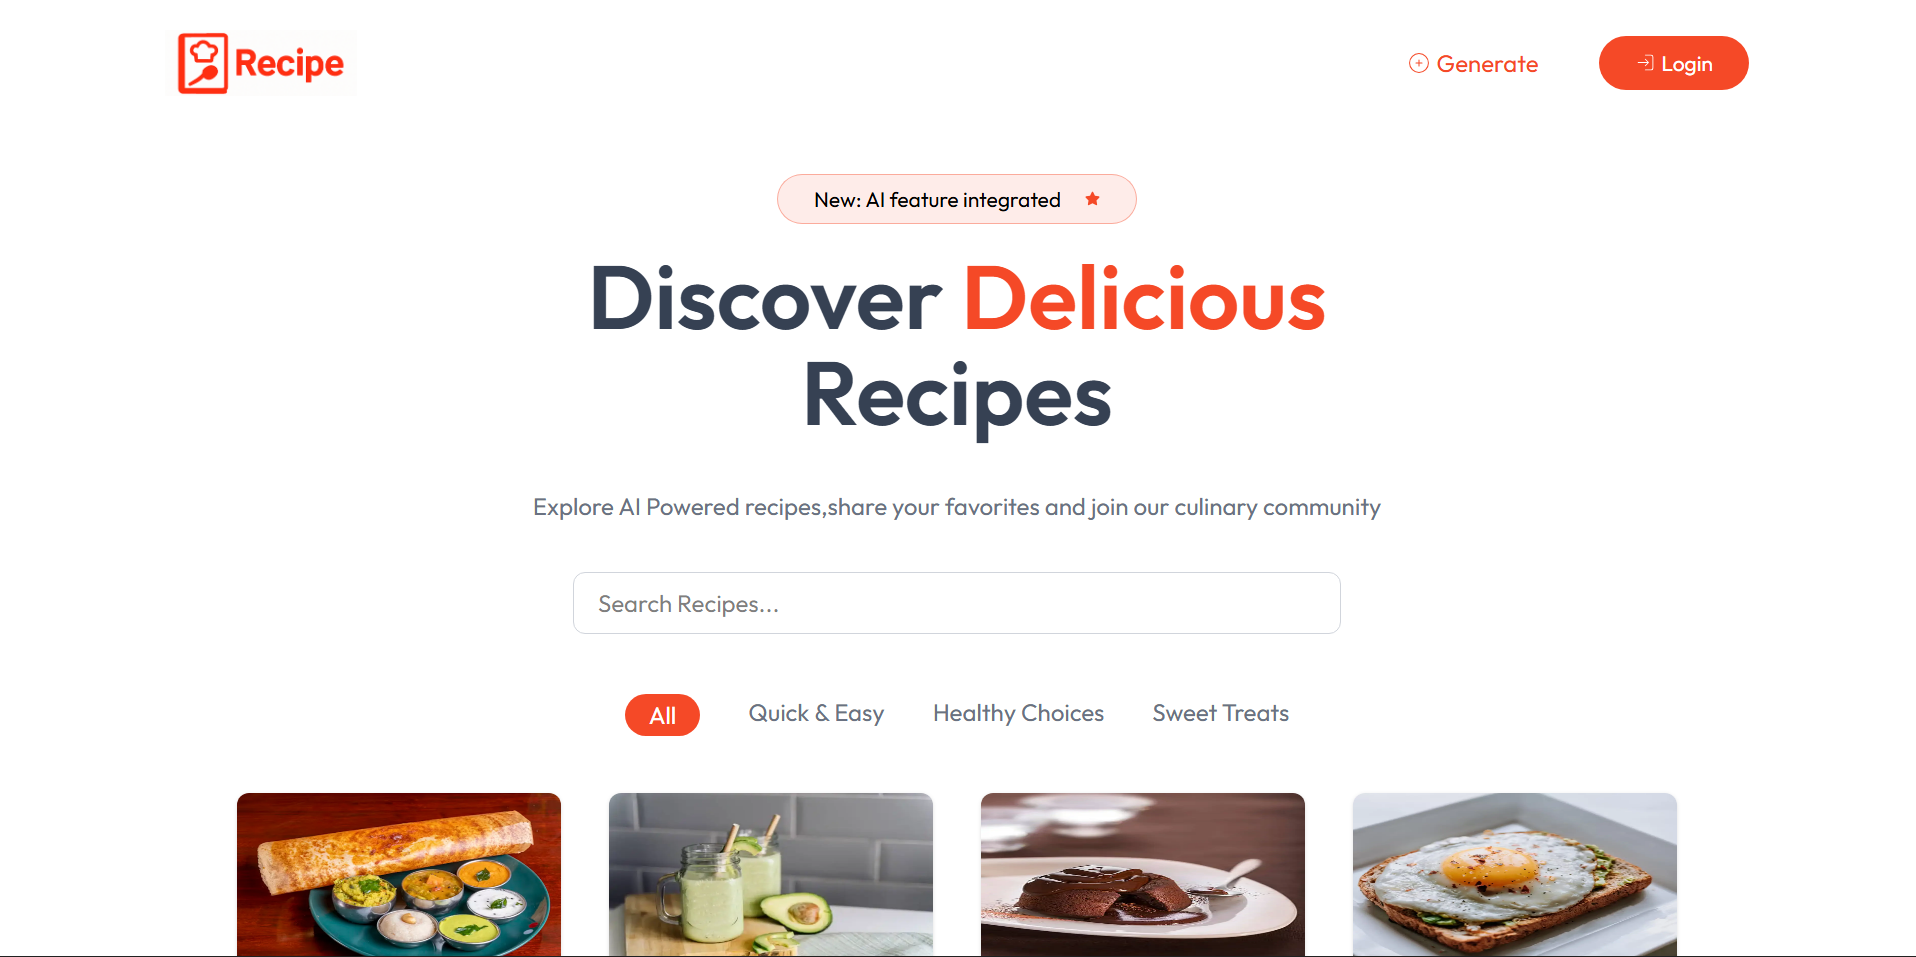 Recipe
Generate
Login
New: AI feature integrated
Discover Delicious
Recipes
Explore AI Powered recipes,share your favorites and join our culinary community
Search Recipes...
All
Quick & Easy
Healthy Choices
Sweet Treats